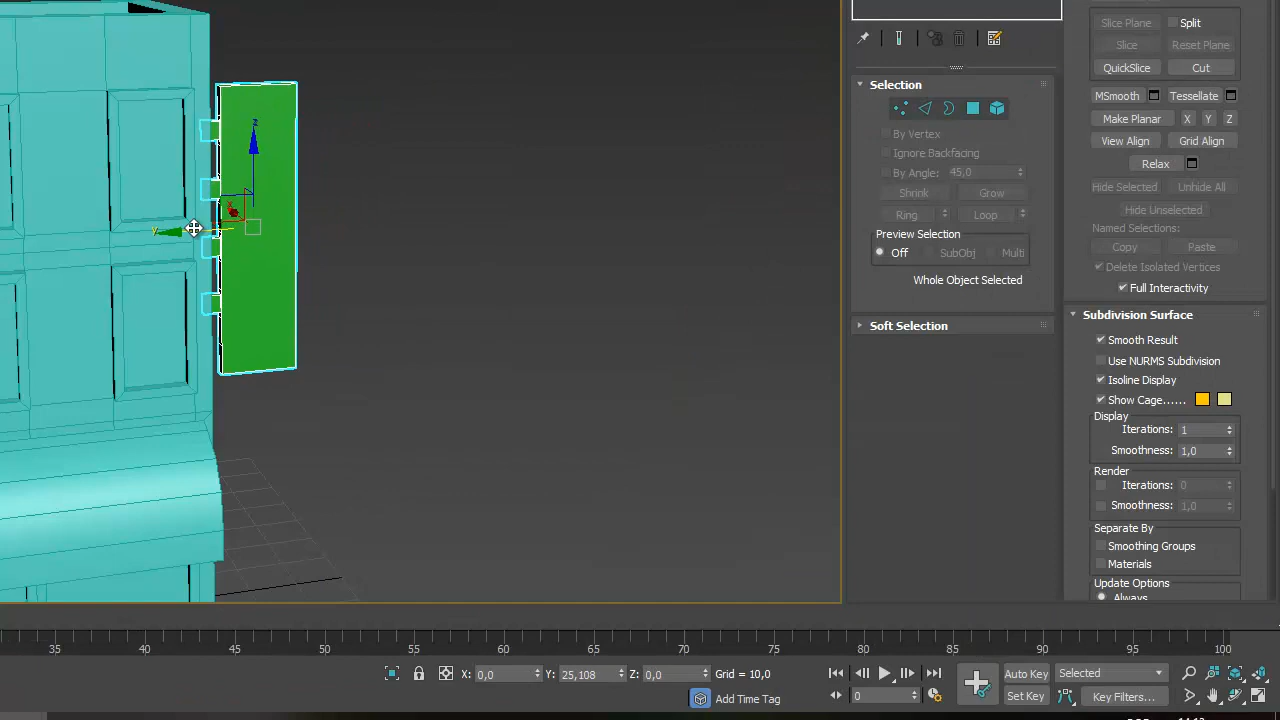 Slice Plane Split
Slice Reset Plane
QuickSlice Cut
MSmooth Tessellate
Make Planar X Y Z
View Align Grid Align
Relax
Hide Selected Unhide All
Hide Unselected
Named Selections:
Copy Paste
Delete Isolated Vertices
Full Interactivity
Selection
By Vertex
Ignore Backfacing
By Angle: 45,0
Shrink Grow
Ring Loop
Preview Selection
Off SubObj Multi
Whole Object Selected
Soft Selection
Subdivision Surface
Smooth Result
Use NURMS Subdivision
Isoline Display
Show Cage......
Display
Iterations: 1
Smoothness: 1,0
Render
Iterations: 0
Smoothness: 1,0
Separate By
Smoothing Groups
Materials
Update Options
Always
z
x
y
35 40 45 50 55 60 65 70 75 80 85 90 95 100
X: 0,0 Y: 25,108 Z: 0,0 Grid = 10,0
Add Time Tag
0
Auto Key Selected
Set Key Key Filters...